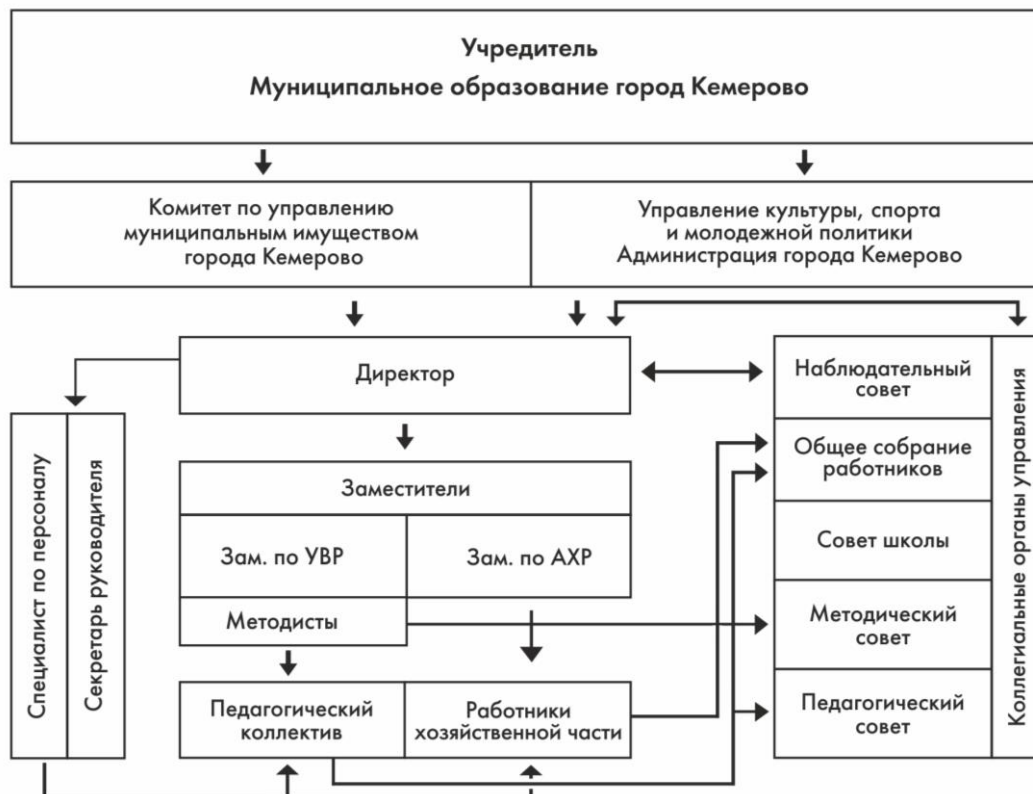 Учредитель
Муниципальное образование город Кемерово
Комитет по управлению
муниципальным имуществом
города Кемерово
Управление культуры, спорта
и молодежной политики
Администрация города Кемерово
Директор
Специалист по персоналу
Секретарь руководителя
Заместители
Зам. по УВР
Зам. по АХР
Методисты
Педагогический
коллектив
Работники
хозяйственной части
Наблюдательный
совет
Общее собрание
работников
Совет школы
Методический
совет
Педагогический
совет
Коллегиальные органы управления